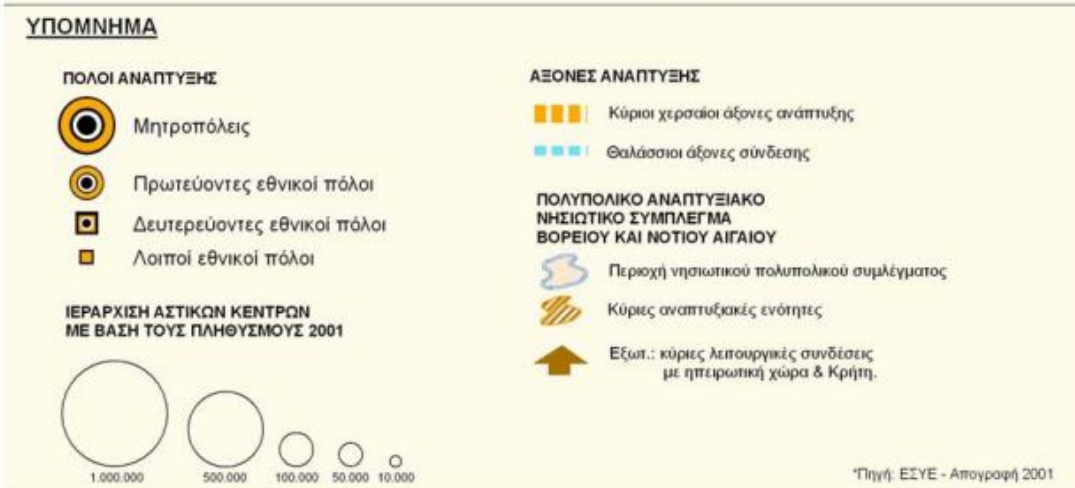 ΥΠΟΜΝΗΜΑ
ΠΟΛΟΙ ΑΝΑΠΤΥΞΗΣ
Μητροπόλεις
Πρωτεύοντες εθνικοί πόλοι
Δευτερεύοντες εθνικοί πόλοι
Λοιποί εθνικοί πόλοι
ΙΕΡΑΡΧΙΣΗ ΑΣΤΙΚΩΝ ΚΕΝΤΡΩΝ
ΜΕ ΒΑΣΗ ΤΟΥΣ ΠΛΗΘΥΣΜΟΥΣ 2001
1.000.000 500.000 100.000 50.000 10.000
ΑΞΟΝΕΣ ΑΝΑΠΤΥΞΗΣ
Κύριοι χερσαίοι άξονες ανάπτυξης
Θαλάσσιοι άξονες σύνδεσης
ΠΟΛΥΠΟΛΙΚΟ ΑΝΑΠΤΥΞΙΑΚΟ
ΝΗΣΙΩΤΙΚΟ ΣΥΜΠΛΕΓΜΑ
ΒΟΡΕΙΟΥ ΚΑΙ ΝΟΤΙΟΥ ΑΙΓΑΙΟΥ
Περιοχή νησιωτικού πολυπολικού συμλέγματος
Κύριες αναπτυξιακές ενότητες
Εξωτ.: κύριες λειτουργικές συνδέσεις
με ηπειρωτική χώρα & Κρήτη.
*Πηγή: ΕΣΥΕ - Απογραφή 2001